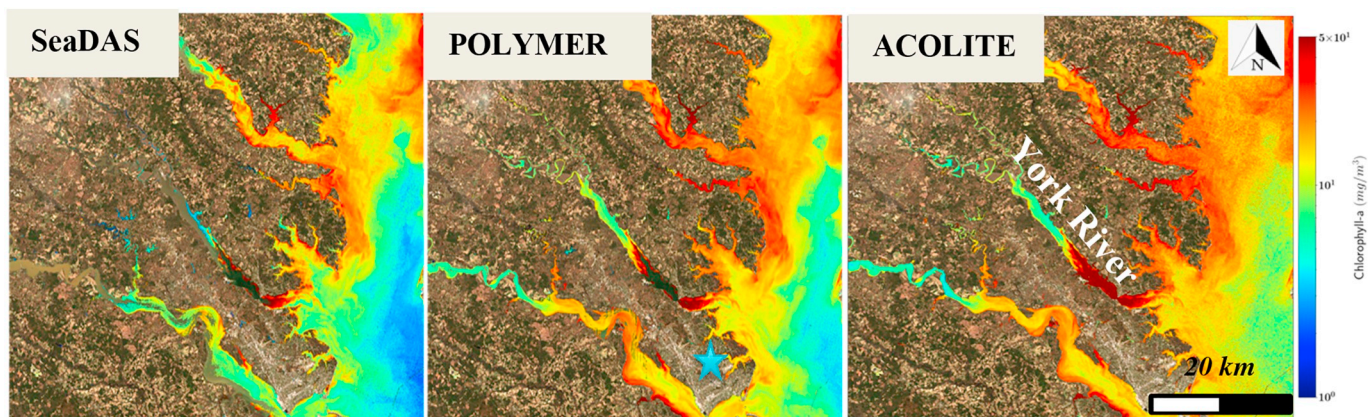 SeaDAS
POLYMER
ACOLITE
N
York River
20 km
5×10¹
10¹
10⁰
Chlorophyll-a (mg/m³)